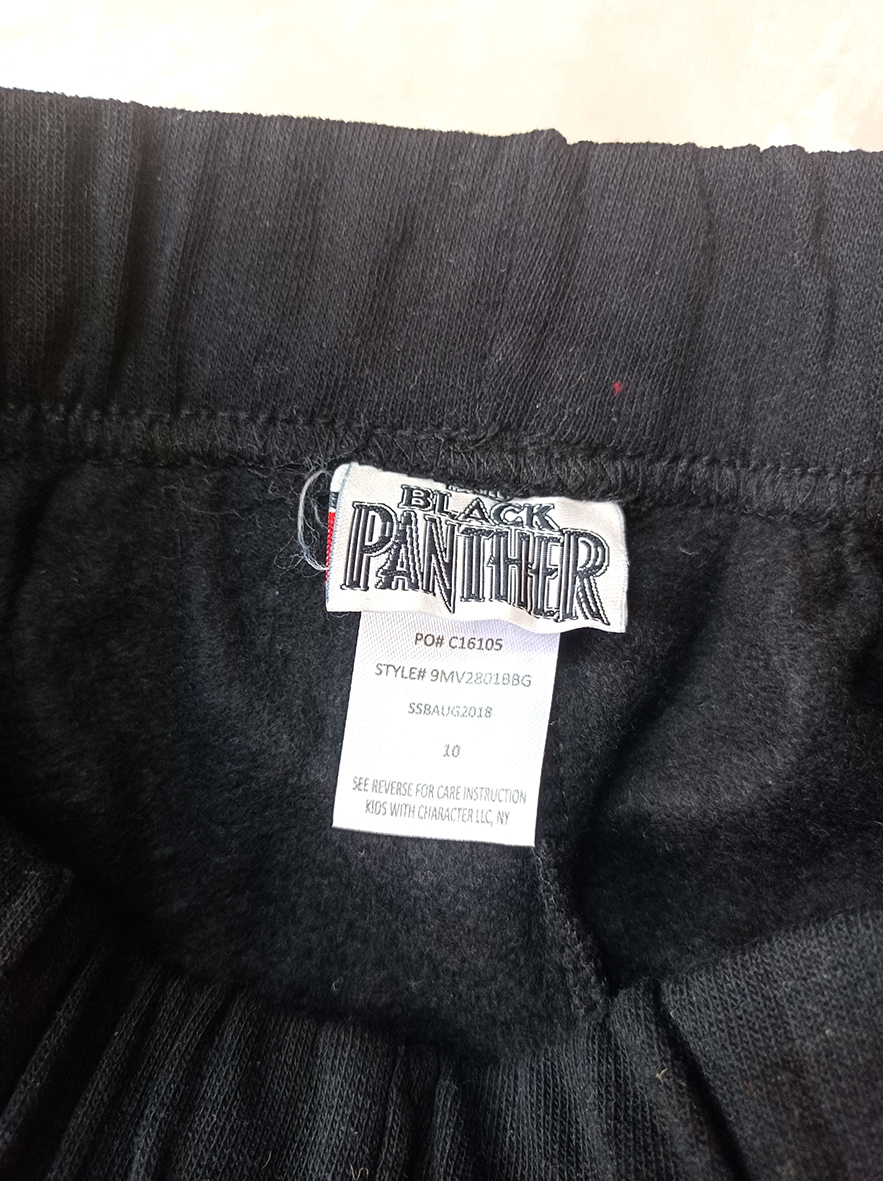 BLACK
PANTHER
PO# C16105
STYLE# 9MV2801BBG
SSBAUG2018
10
SEE REVERSE FOR CARE INSTRUCTION
KIDS WITH CHARACTER LLC, NY